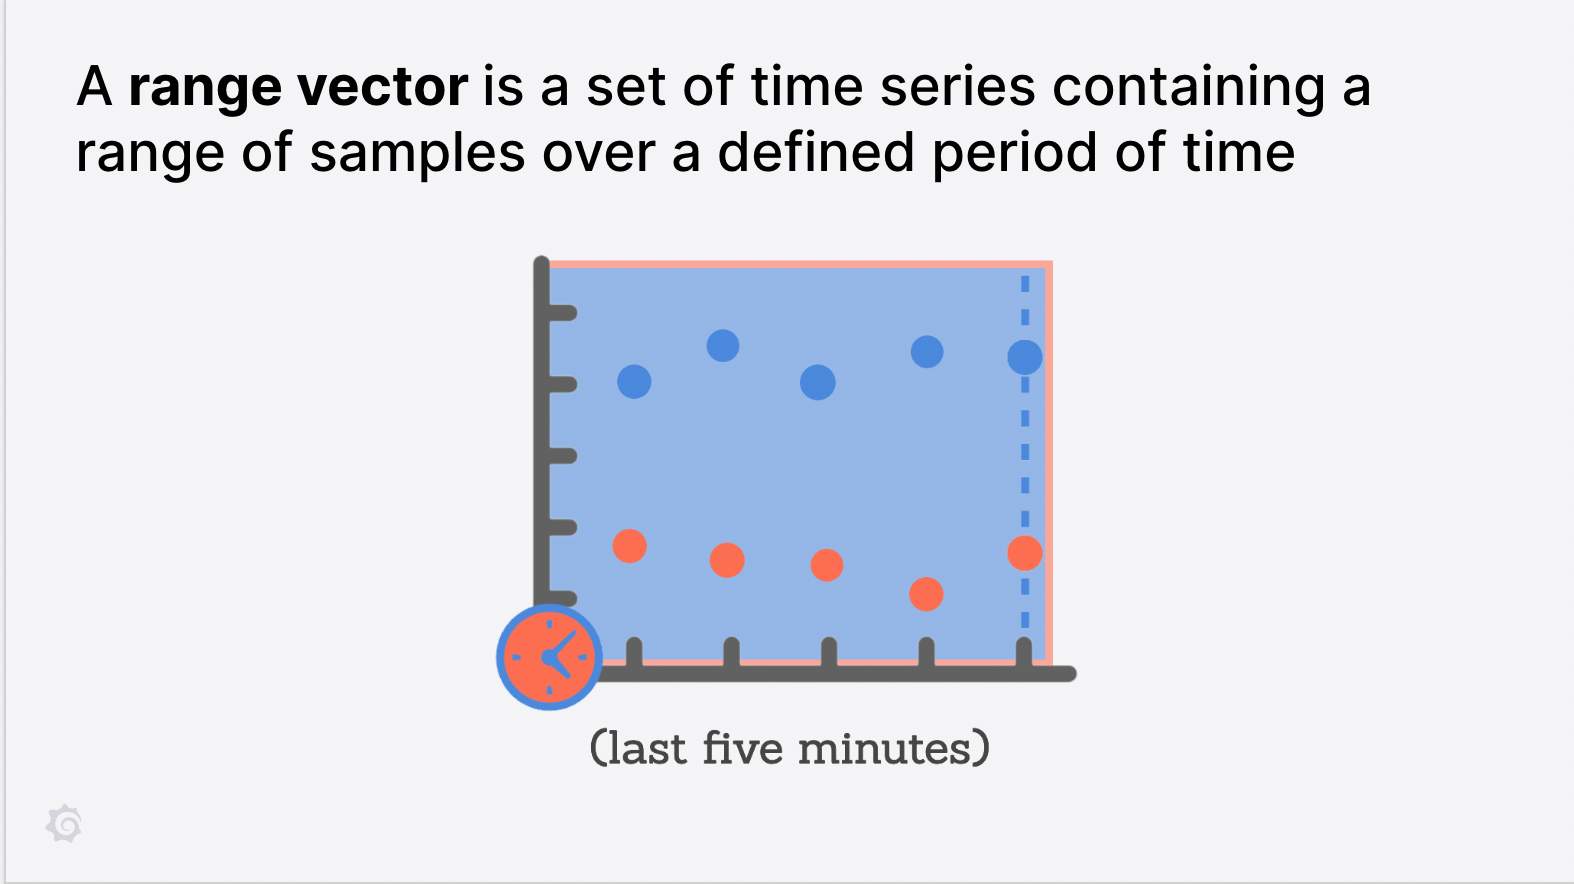 A range vector is a set of time series containing a
range of samples over a defined period of time
(last five minutes)